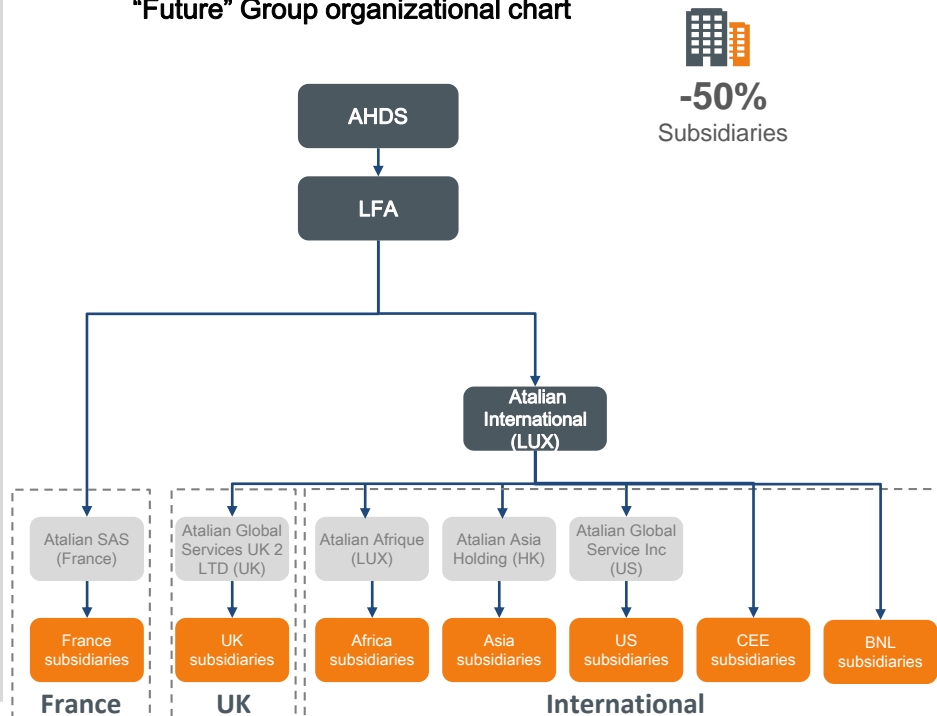 “Future” Group organizational chart
-50%
Subsidiaries
AHDS
LFA
Atalian
International
(LUX)
Atalian SAS
(France)
Atalian Global
Services UK 2
LTD (UK)
Atalian Afrique
(LUX)
Atalian Asia
Holding (HK)
Atalian Global
Service Inc
(US)
France
subsidiaries
UK
subsidiaries
Africa
subsidiaries
Asia
subsidiaries
US
subsidiaries
CEE
subsidiaries
BNL
subsidiaries
France
UK
International